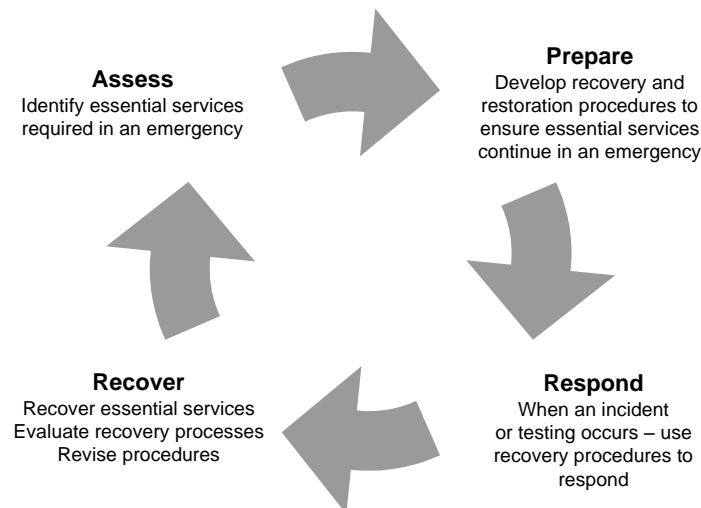 Assess
Identify essential services
required in an emergency
Prepare
Develop recovery and
restoration procedures to
ensure essential services
continue in an emergency
Respond
When an incident
or testing occurs – use
recovery procedures to
respond
Recover
Recover essential services
Evaluate recovery processes
Revise procedures